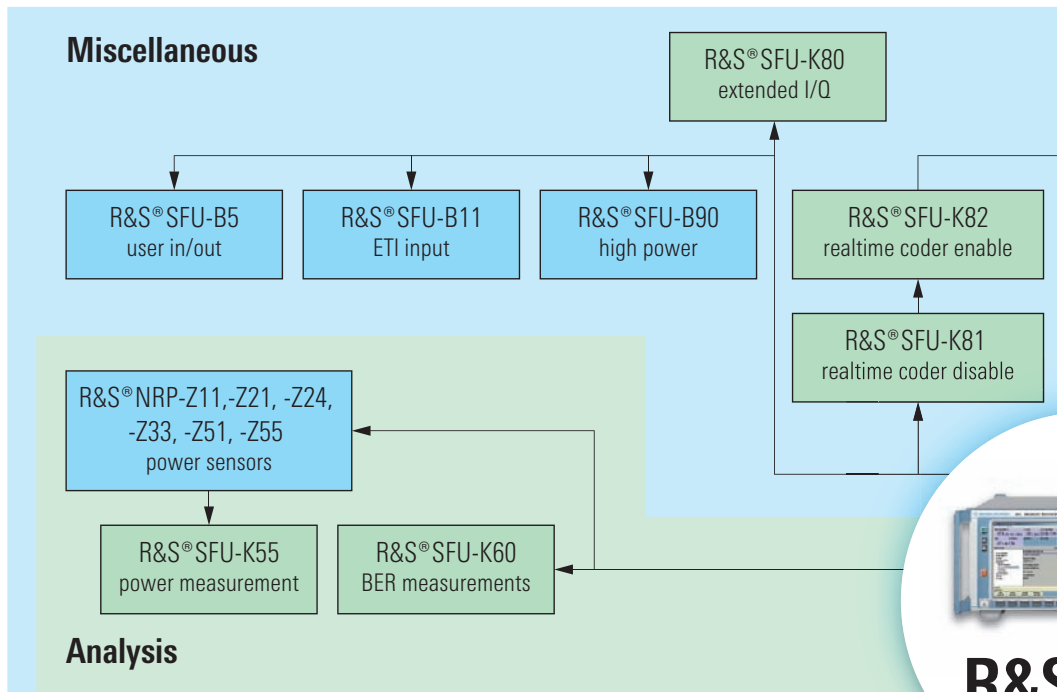 Miscellaneous
R&S®SFU-K80
extended I/Q
R&S®SFU-B5
user in/out
R&S®SFU-B11
ETI input
R&S®SFU-B90
high power
R&S®SFU-K82
realtime coder enable
R&S®SFU-K81
realtime coder disable
R&S®NRP-Z11,-Z21, -Z24,
-Z33, -Z51, -Z55
power sensors
R&S®SFU-K55
power measurement
R&S®SFU-K60
BER measurements
Analysis
R&S